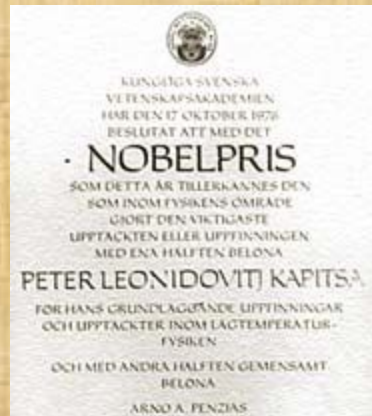 KUNGLIGA SVENSKA
VETENSKAPSAKADEMIEN
HAR DEN 17 OKTOBER 1978
BESLUTAT ATT MED DET
NOBELPRIS
SOM DETTA ÅR TILLERKANNES DEN
SOM INOM FYSIKENS OMRÅDE
GJORT DEN VIKTIGASTE
UPPTÄCKTEN ELLER UPPFINNINGEN
MED ENA HÄLFTEN BELÖNA
PETER LEONIDOVITJ KAPITSA
FÖR HANS GRUNDLÄGGANDE UPPFINNINGAR
OCH UPPTÄCKTER INOM LÅGTEMPERATUR-
FYSIKEN
OCH MED ANDRA HÄLFTEN GEMENSAMT
BELÖNA
ARNO A. PENZIAS